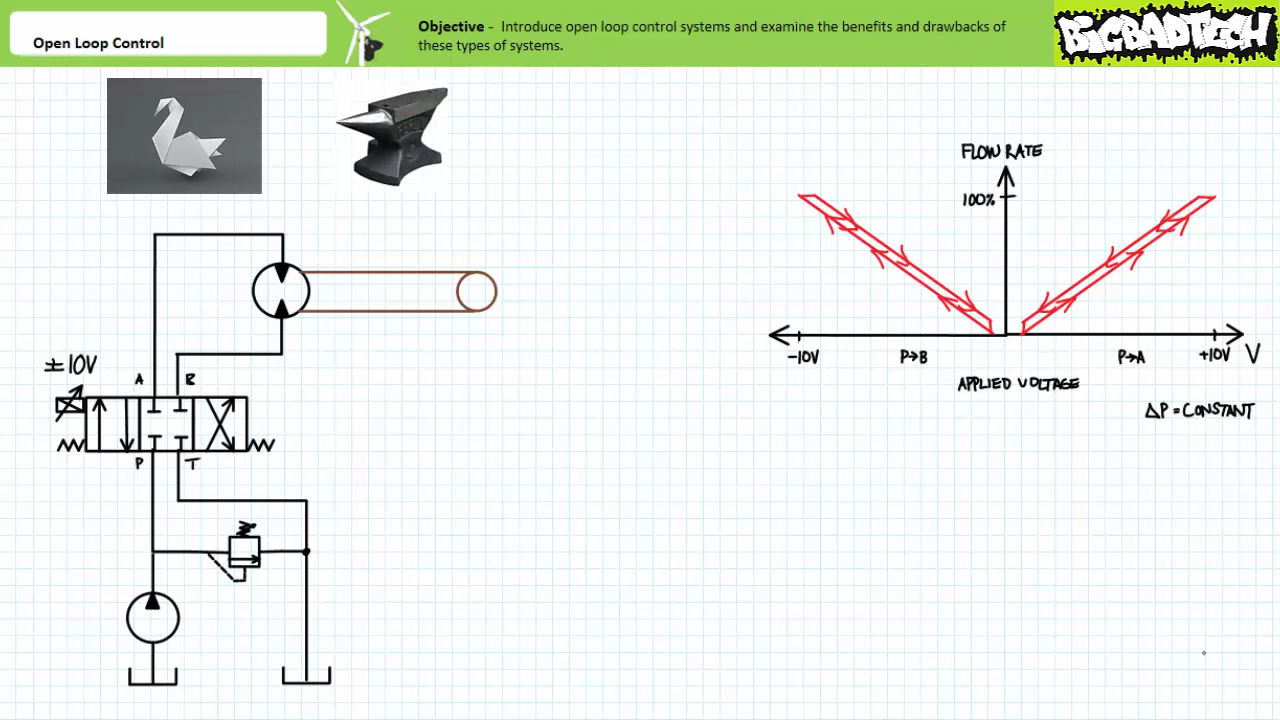 Open Loop Control
Objective - Introduce open loop control systems and examine the benefits and drawbacks of
these types of systems.
BIGBADTECH
FLOW RATE
100%
-10V
P→B
P→A
+10V
V
APPLIED VOLTAGE
ΔP = CONSTANT
± 10V
A
B
P
T